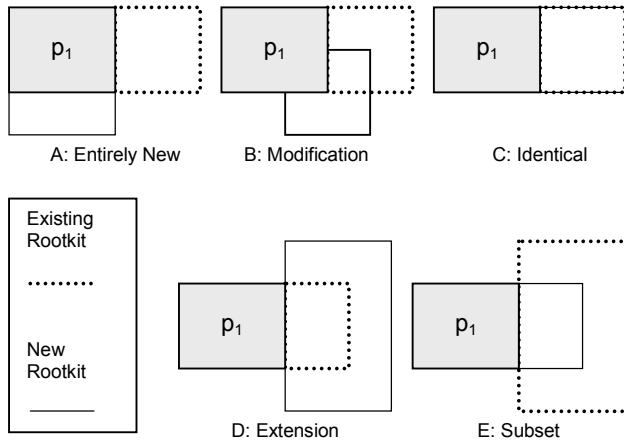 p1
p1
p1
A: Entirely New
B: Modification
C: Identical
Existing
Rootkit
New
Rootkit
p1
p1
D: Extension
E: Subset